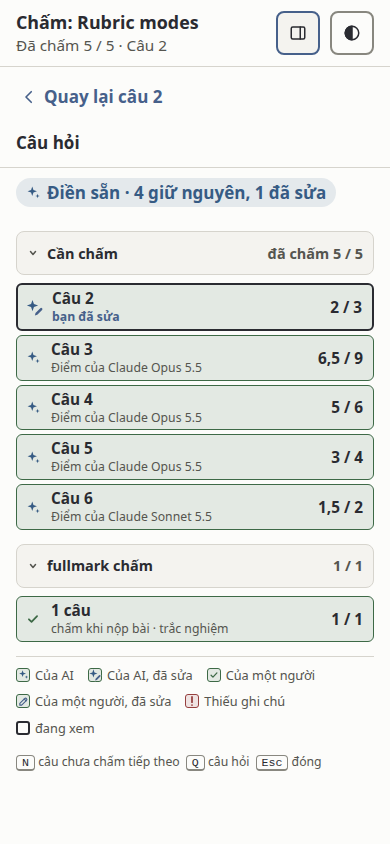 Chấm: Rubric modes
Đã chấm 5 / 5 · Câu 2
Quay lại câu 2
Câu hỏi
Điền sẵn · 4 giữ nguyên, 1 đã sửa
Cần chấm đã chấm 5 / 5
Câu 2 2 / 3
bạn đã sửa
Câu 3 6,5 / 9
Điểm của Claude Opus 5.5
Câu 4 5 / 6
Điểm của Claude Opus 5.5
Câu 5 3 / 4
Điểm của Claude Opus 5.5
Câu 6 1,5 / 2
Điểm của Claude Sonnet 5.5
fullmark chấm 1 / 1
1 câu 1 / 1
chấm khi nộp bài · trắc nghiệm
Của AI Của AI, đã sửa Của một người
Của một người, đã sửa Thiếu ghi chú
đang xem
N câu chưa chấm tiếp theo Q câu hỏi Esc đóng